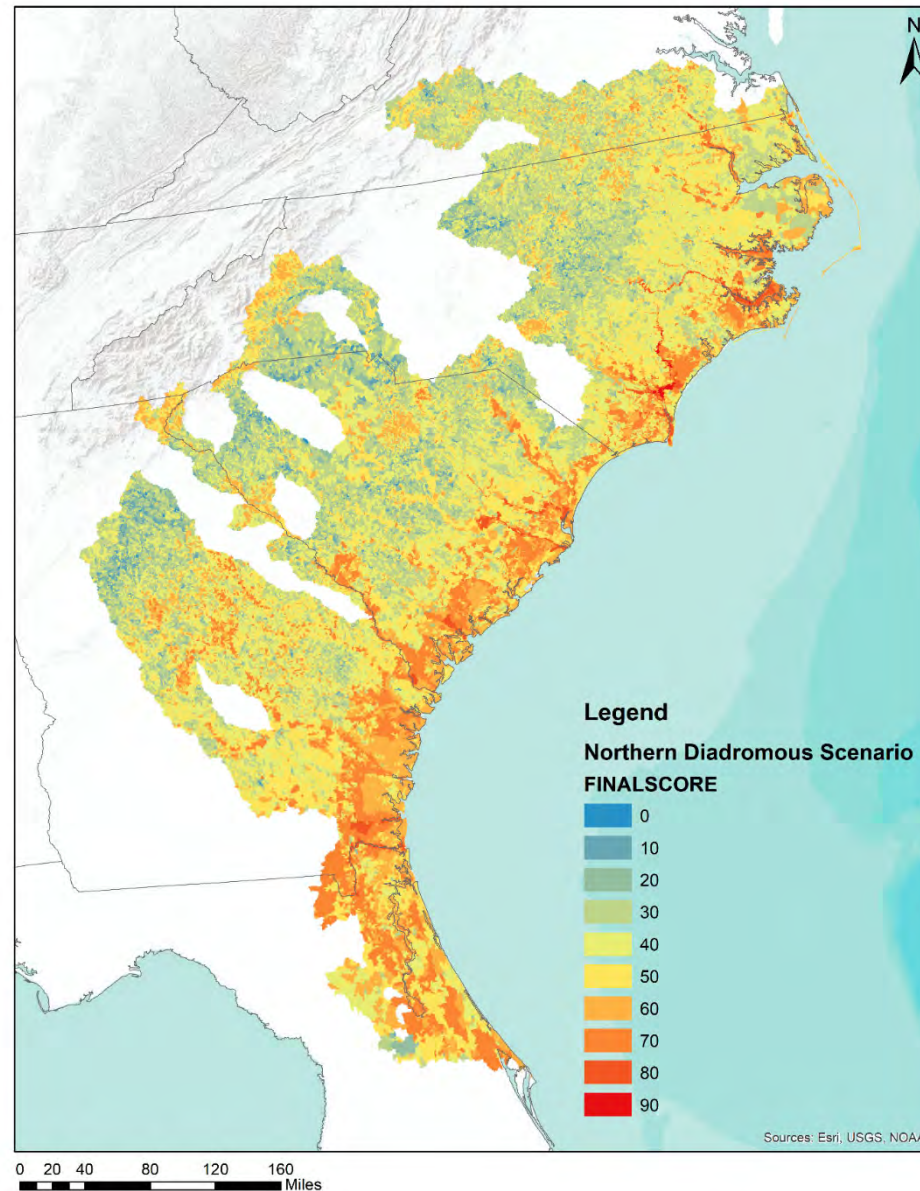 N
Legend
Northern Diadromous Scenario
FINALSCORE
0
10
20
30
40
50
60
70
80
90
Sources: Esri, USGS, NOAA
0 20 40 80 120 160
Miles